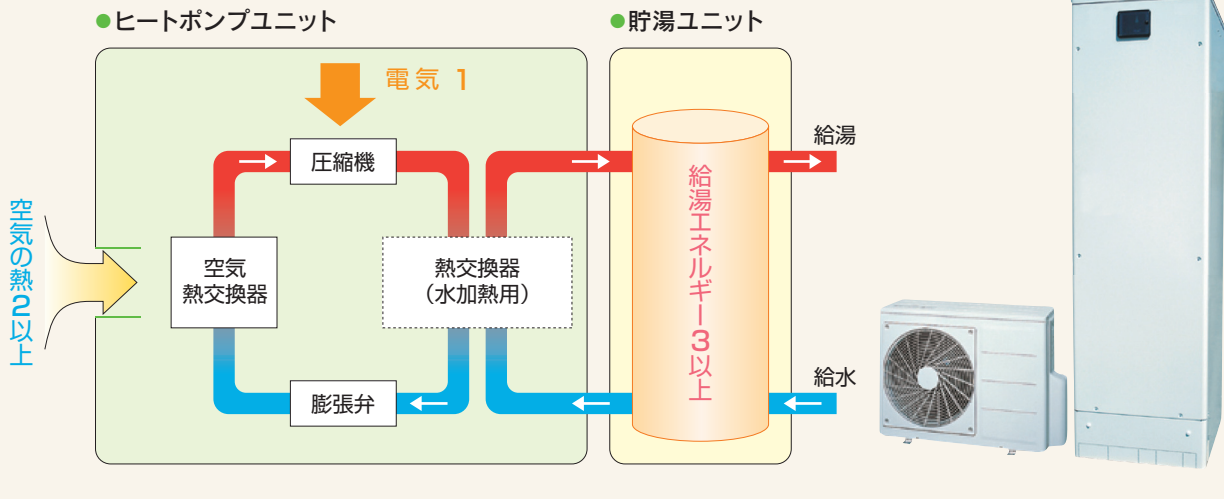 ●ヒートポンプユニット
●貯湯ユニット
電気 1
圧縮機
給湯
空気の熱2以上
空気
熱交換器
熱交換器
（水加熱用）
給湯エネルギー3以上
膨張弁
給水